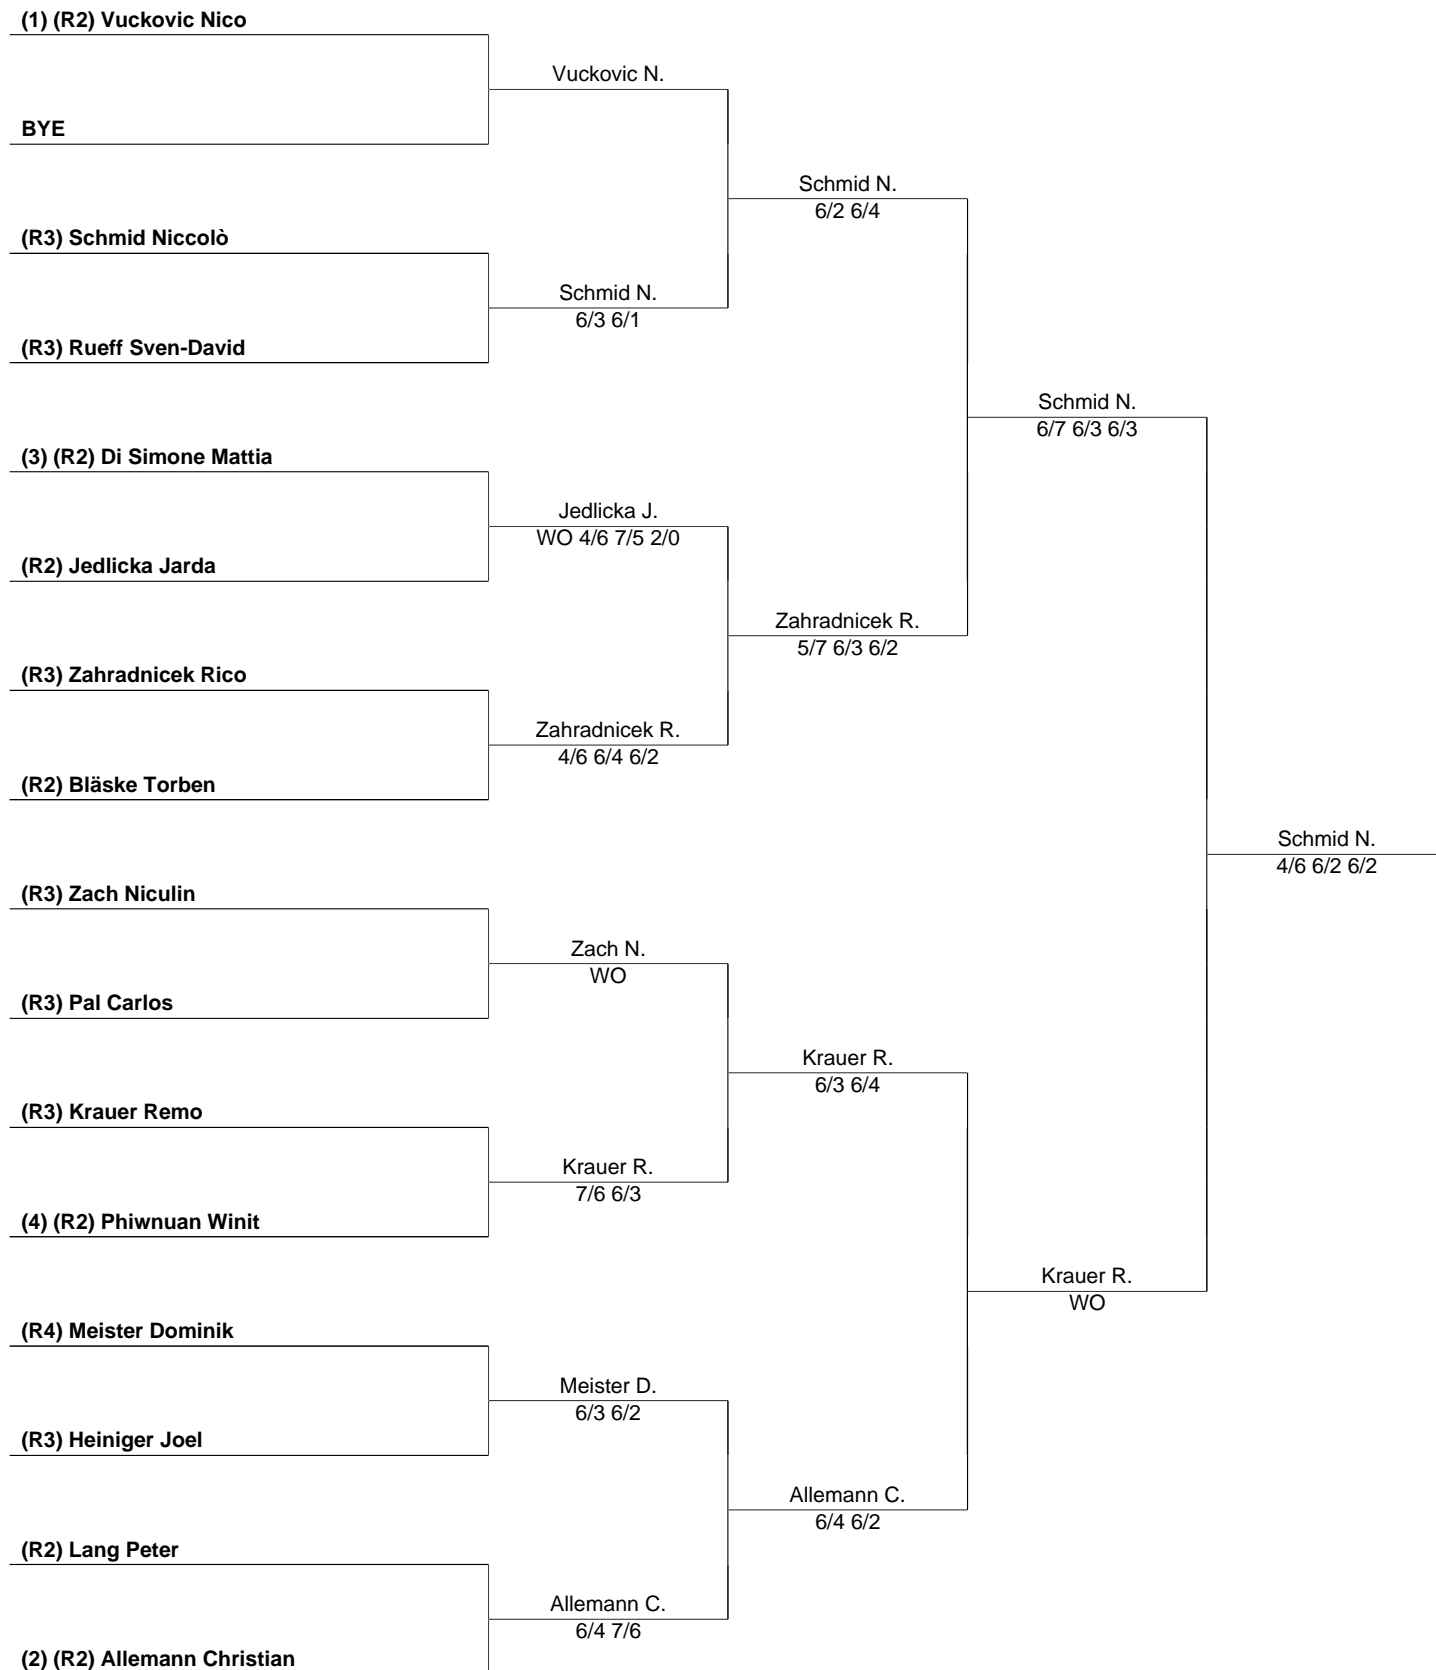 (1) (R2) Vuckovic Nico
Vuckovic N.
BYE
Schmid N.
6/2 6/4
(R3) Schmid Niccolò
Schmid N.
6/3 6/1
(R3) Rueff Sven-David
Schmid N.
6/7 6/3 6/3
(3) (R2) Di Simone Mattia
Jedlicka J.
WO 4/6 7/5 2/0
(R2) Jedlicka Jarda
Zahradnicek R.
5/7 6/3 6/2
(R3) Zahradnicek Rico
Zahradnicek R.
4/6 6/4 6/2
(R2) Bläske Torben
Schmid N.
4/6 6/2 6/2
(R3) Zach Niculin
Zach N.
WO
(R3) Pal Carlos
Krauer R.
6/3 6/4
(R3) Krauer Remo
Krauer R.
7/6 6/3
(4) (R2) Phiwnuan Winit
Krauer R.
WO
(R4) Meister Dominik
Meister D.
6/3 6/2
(R3) Heiniger Joel
Allemann C.
6/4 6/2
(R2) Lang Peter
Allemann C.
6/4 7/6
(2) (R2) Allemann Christian